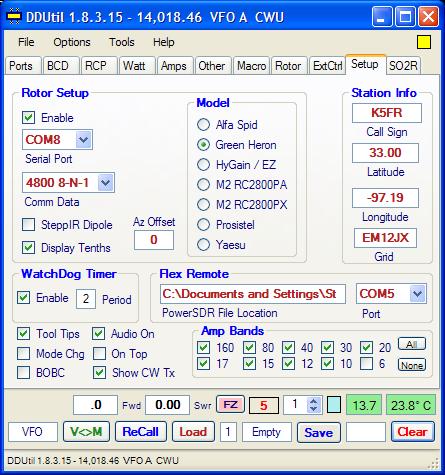 DDUtil 1.8.3.15 - 14,018.46 VFO A CWU
File Options Tools Help
Ports BCD RCP Watt Amps Other Macro Rotor ExtCtrl Setup SO2R
Rotor Setup
Enable
COM8
Serial Port
4800 8-N-1
Comm Data
SteppIR Dipole
Az Offset
Display Tenths
0
Model
Alfa Spid
Green Heron
HyGain / EZ
M2 RC2800PA
M2 RC2800PX
Prosistel
Yaesu
Station Info
K5FR
Call Sign
33.00
Latitude
-97.19
Longitude
EM12JX
Grid
WatchDog Timer
Enable 2 Period
Flex Remote
C:\Documents and Settings\St COM5
PowerSDR File Location Port
Tool Tips Audio On
Mode Chg On Top
BOBC Show CW Tx
Amp Bands
160 80 40 30 20 All
17 15 12 10 6 None
.0 Fwd 0.00 Swr FZ 5 1 13.7 23.8° C
VFO V<>M ReCall Load 1 Empty Save Clear
DDUtil 1.8.3.15 - 14,018.46 VFO A CWU